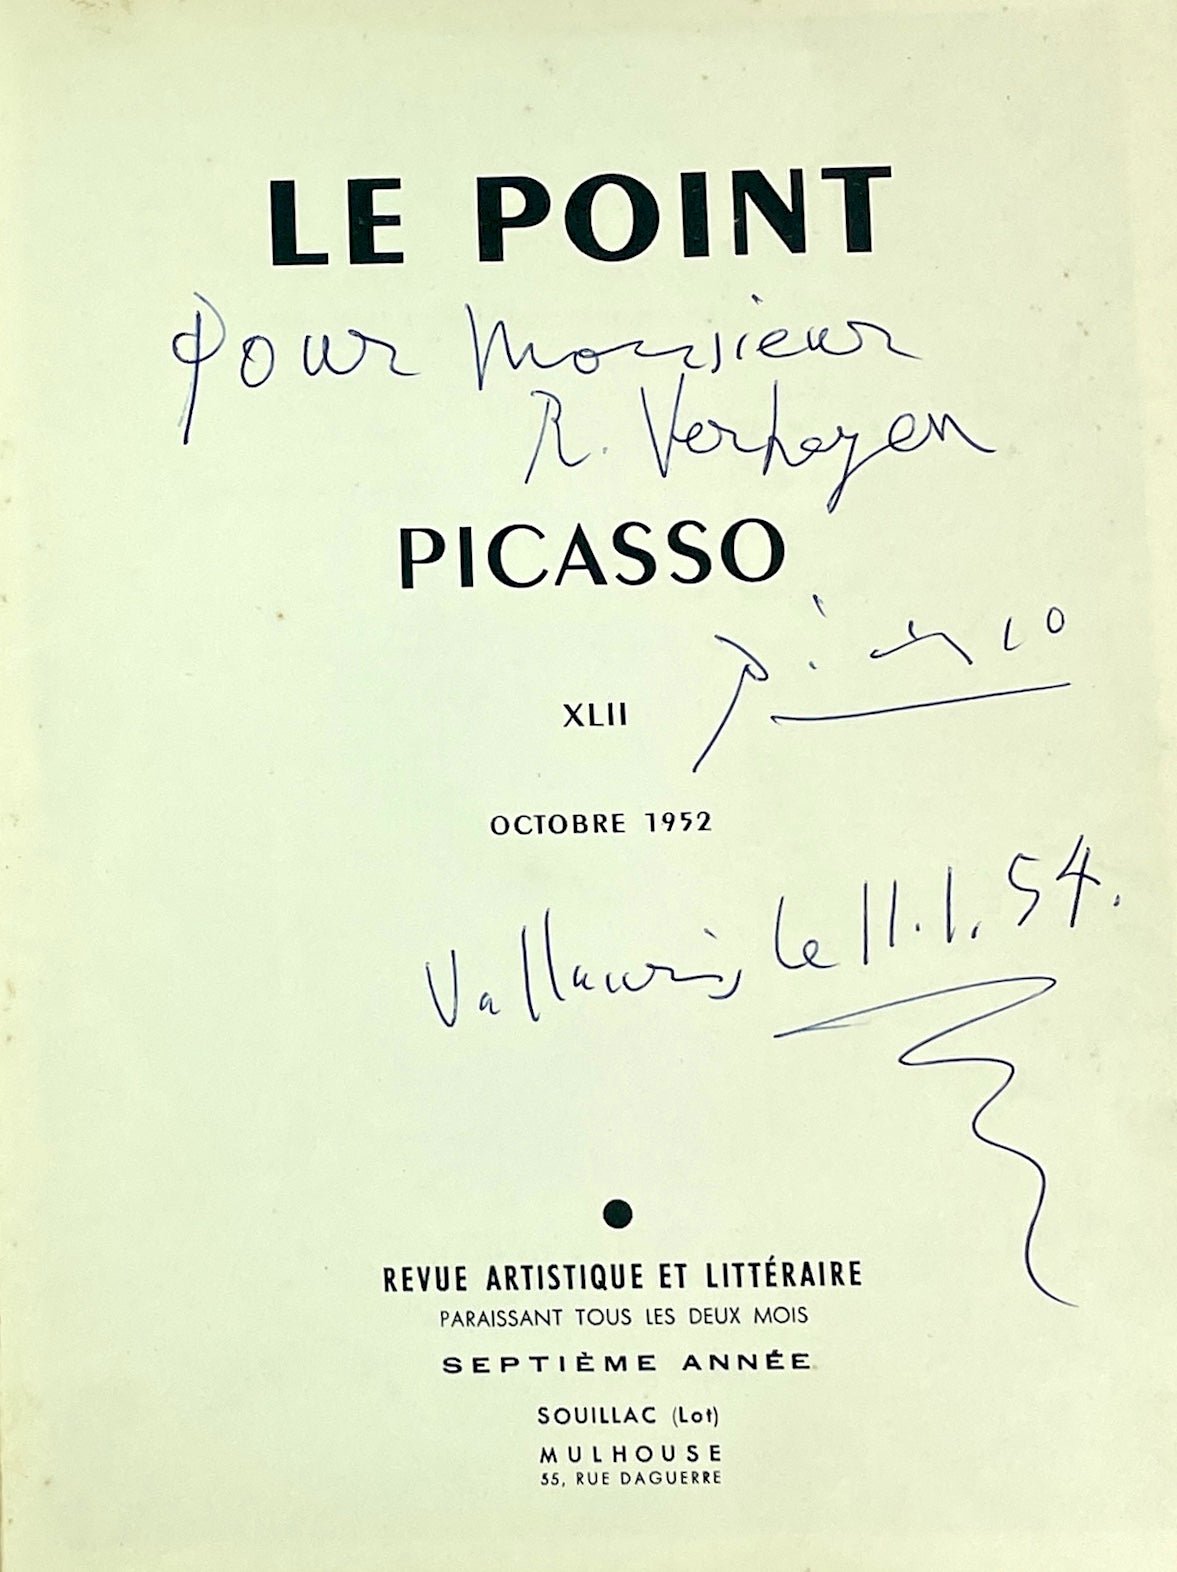 LE POINT
Pour Monsieur
R. Verheyen
PICASSO
Picasso
XLII
OCTOBRE 1952
Vallauris, le 11.1.54.
REVUE ARTISTIQUE ET LITTÉRAIRE
PARAISSANT TOUS LES DEUX MOIS
SEPTIÈME ANNÉE
SOUILLAC (Lot)
MULHOUSE
55, RUE DAGUERRE